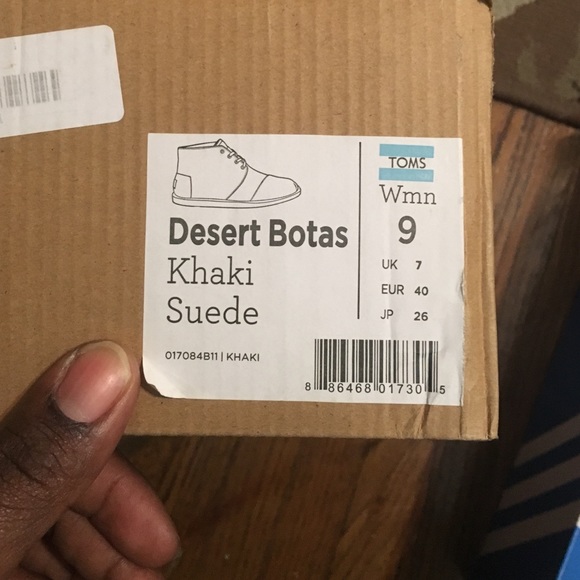 Desert Botas
Khaki
Suede
017084B11 | KHAKI
TOMS
Wmn
9
UK 7
EUR 40
JP 26
8 86468 01730 5